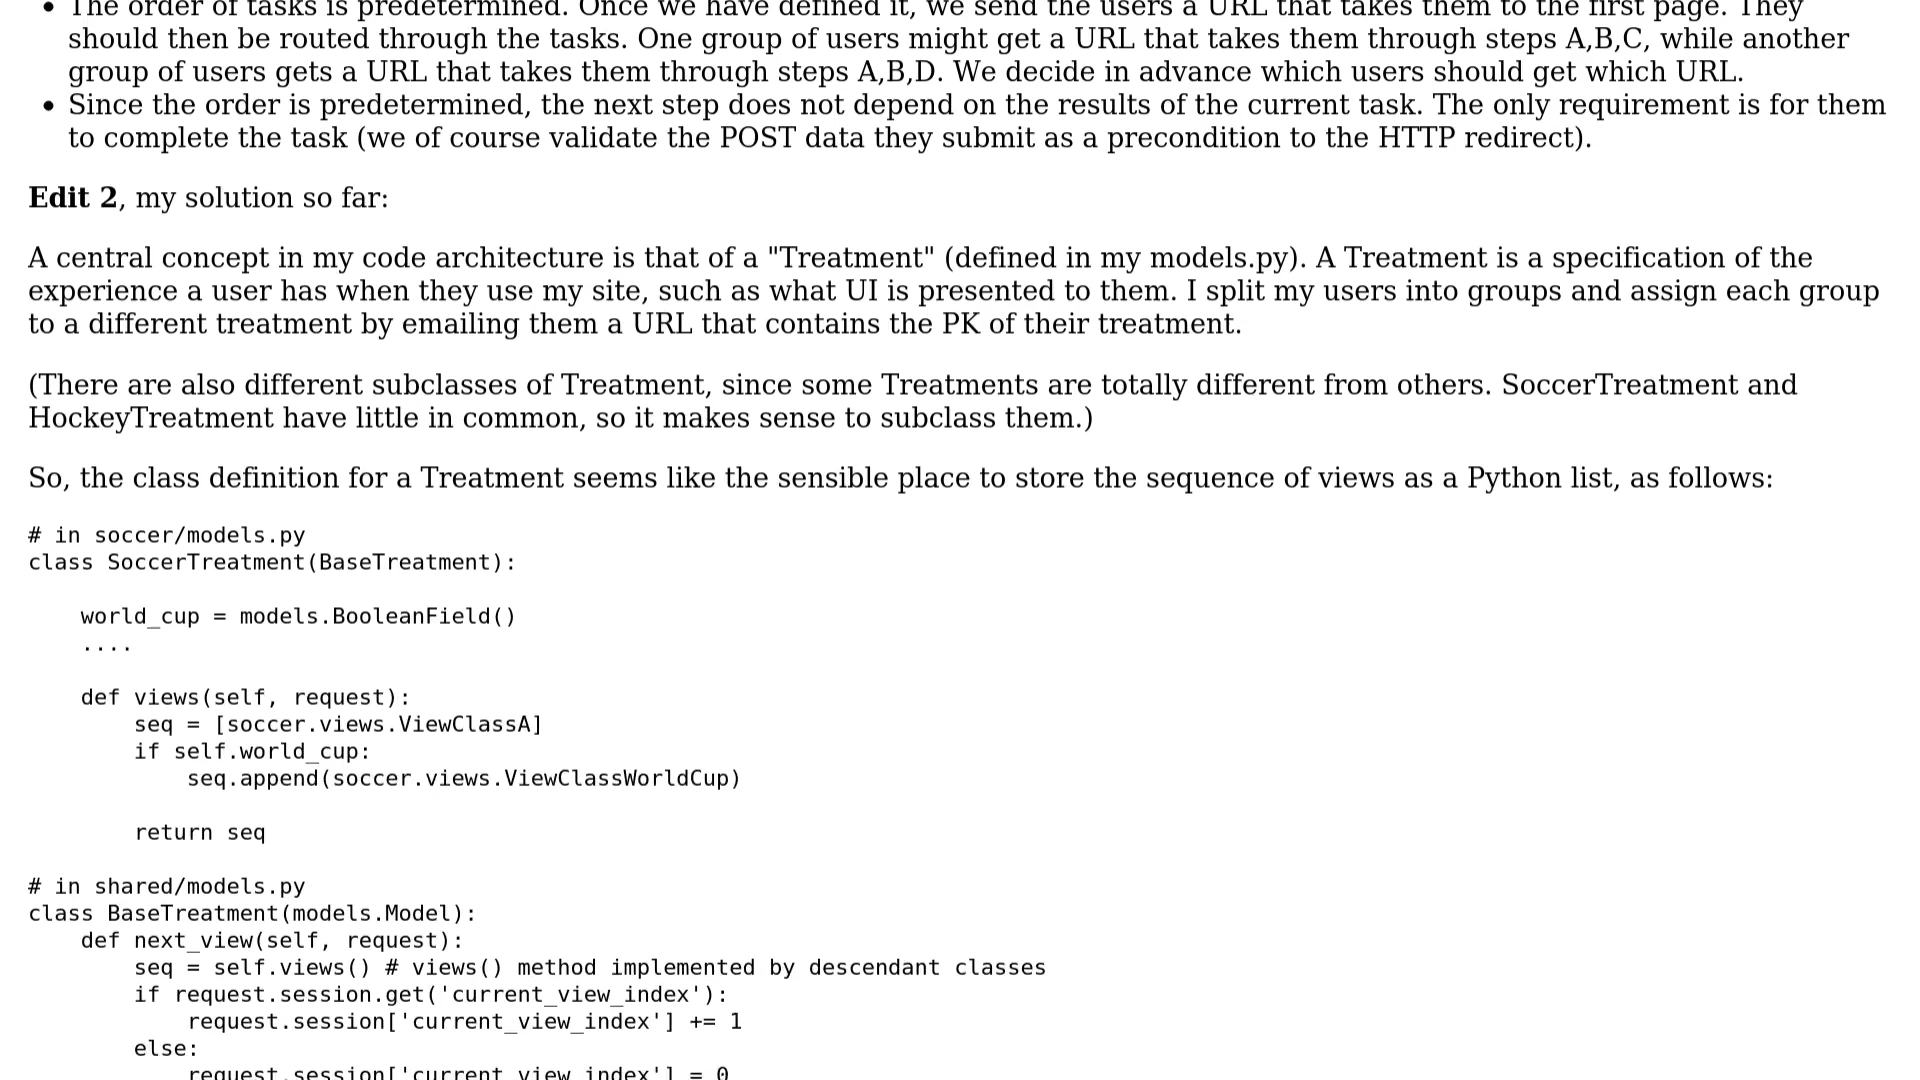 The order of tasks is predetermined. Once we have defined it, we send the users a URL that takes them to the first page. They
should then be routed through the tasks. One group of users might get a URL that takes them through steps A,B,C, while another
group of users gets a URL that takes them through steps A,B,D. We decide in advance which users should get which URL.
Since the order is predetermined, the next step does not depend on the results of the current task. The only requirement is for them
to complete the task (we of course validate the POST data they submit as a precondition to the HTTP redirect).
Edit 2, my solution so far:
A central concept in my code architecture is that of a "Treatment" (defined in my models.py). A Treatment is a specification of the
experience a user has when they use my site, such as what UI is presented to them. I split my users into groups and assign each group
to a different treatment by emailing them a URL that contains the PK of their treatment.
(There are also different subclasses of Treatment, since some Treatments are totally different from others. SoccerTreatment and
HockeyTreatment have little in common, so it makes sense to subclass them.)
So, the class definition for a Treatment seems like the sensible place to store the sequence of views as a Python list, as follows:
# in soccer/models.py
class SoccerTreatment(BaseTreatment):
    world_cup = models.BooleanField()
    ....
    def views(self, request):
        seq = [soccer.views.ViewClassA]
        if self.world_cup:
            seq.append(soccer.views.ViewClassWorldCup)
        return seq
# in shared/models.py
class BaseTreatment(models.Model):
    def next_view(self, request):
        seq = self.views() # views() method implemented by descendant classes
        if request.session.get('current_view_index'):
            request.session['current_view_index'] += 1
        else:
            request.session['current_view_index'] = 0